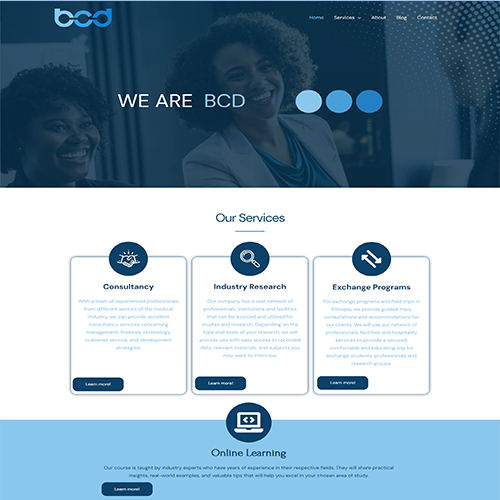 bcd
Home Services About Blog Contact
WE ARE BCD
Our Services
Consultancy
With a team of experienced professionals
from different sectors of the medical
industry, we can provide excellent
consultancy services concerning
management, finances, technology,
customer service, and development
strategies.
Learn more!
Industry Research
Our company has a vast network of
professionals, institutions and facilities
that can be sourced and utilized for
studies and research. Depending on the
type and scale of your research, we will
provide you with easy access to recorded
data, relevant materials, and subjects you
may want to interview.
Learn more!
Exchange Programs
For exchange programs and field trips in
Ethiopia, we provide guided trips,
consultations and accommodations for
our clients. We will use our network of
professionals, facilities and hospitality
services to provide a secured,
comfortable and educating trip for
exchange students, professionals and
research groups.
Learn more!
Online Learning
Our course is taught by industry experts who have years of experience in their respective fields. They will share practical
insights, real-world examples, and valuable tips that will help you excel in your chosen area of study.
Learn more!